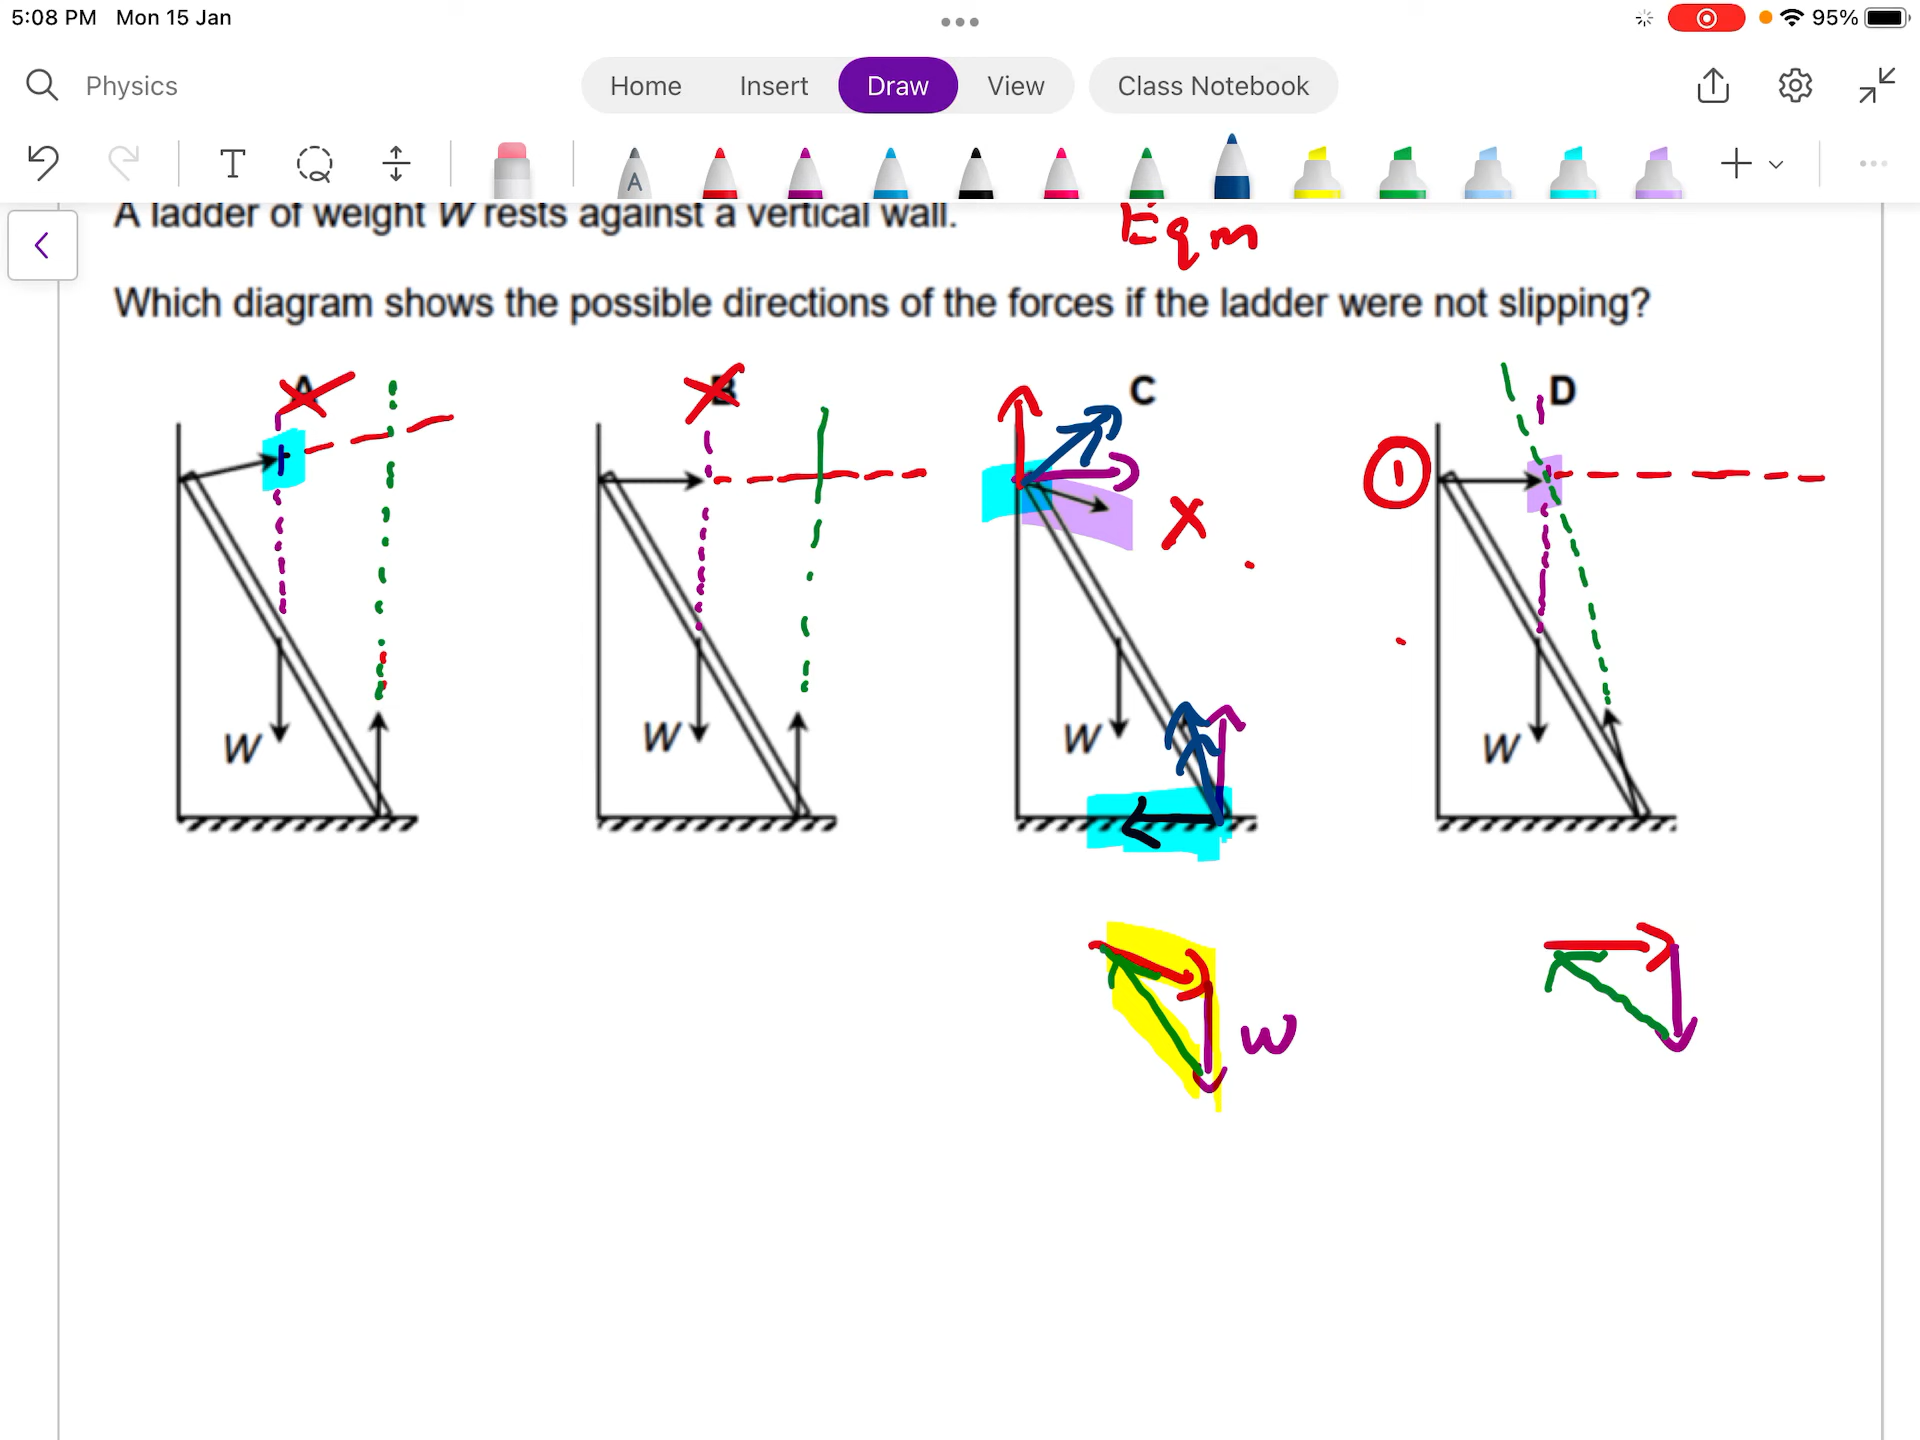 5:08 PM Mon 15 Jan
95%
Physics
Home Insert Draw View Class Notebook
T
A
A ladder of weight W rests against a vertical wall.
Eqm
Which diagram shows the possible directions of the forces if the ladder were not slipping?
A B C D
1
X
W W W W
W